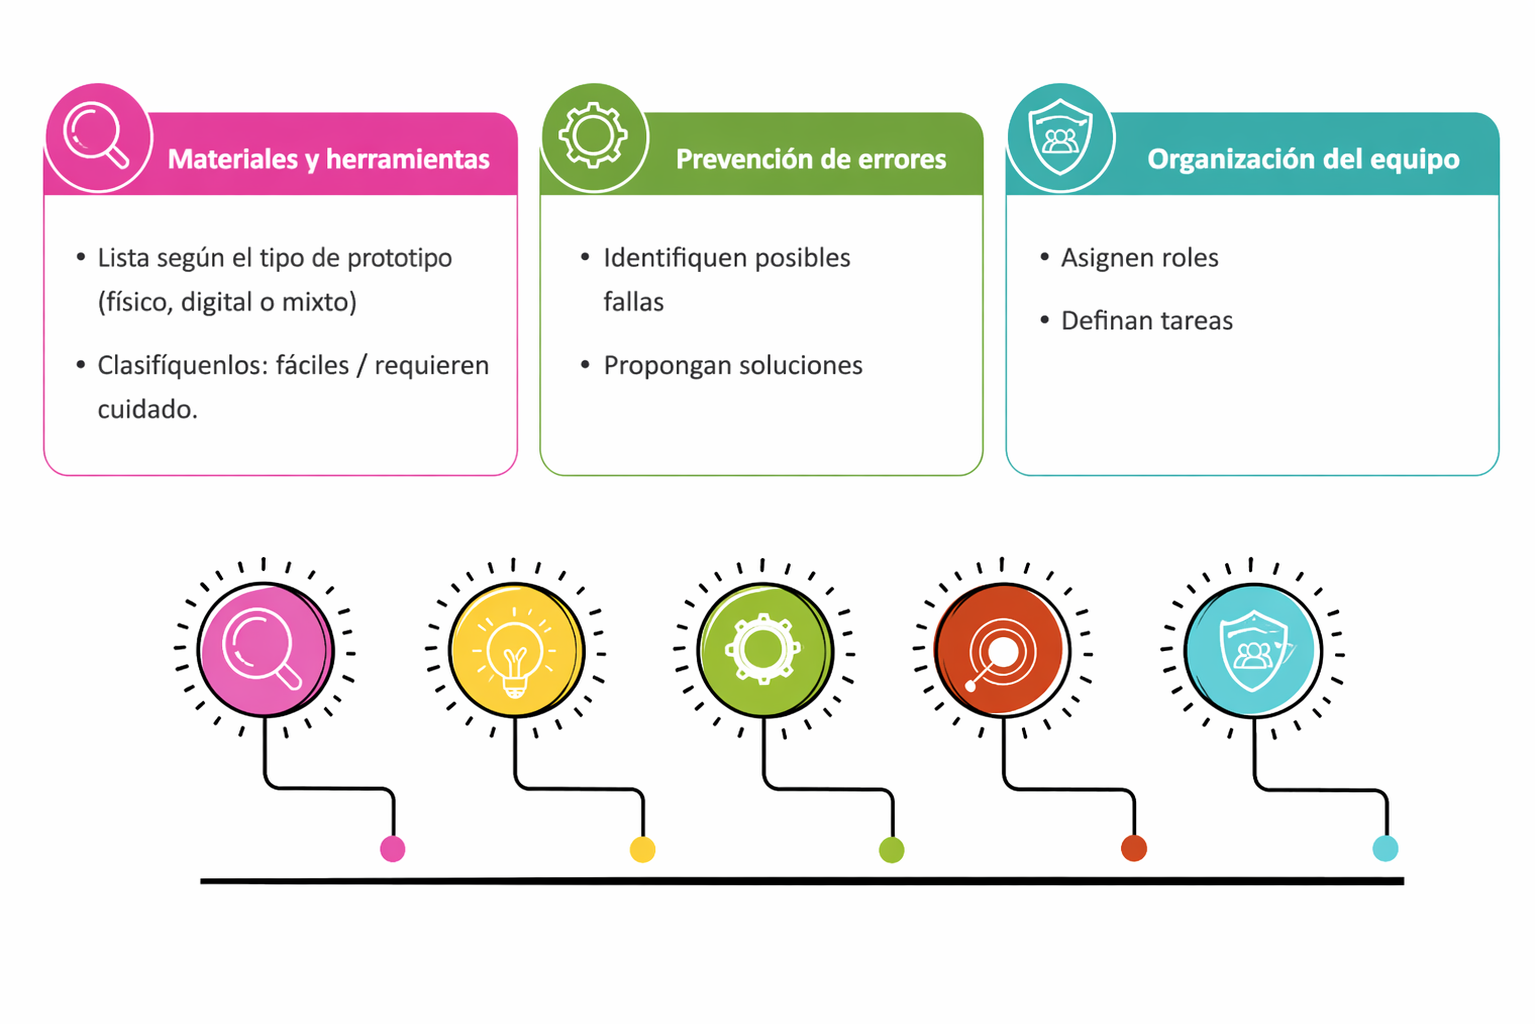 Materiales y herramientas
• Lista según el tipo de prototipo
(físico, digital o mixto)
• Clasifíquenlos: fáciles / requieren
cuidado.
Prevención de errores
• Identifiquen posibles
fallas
• Propongan soluciones
Organización del equipo
• Asignen roles
• Definan tareas